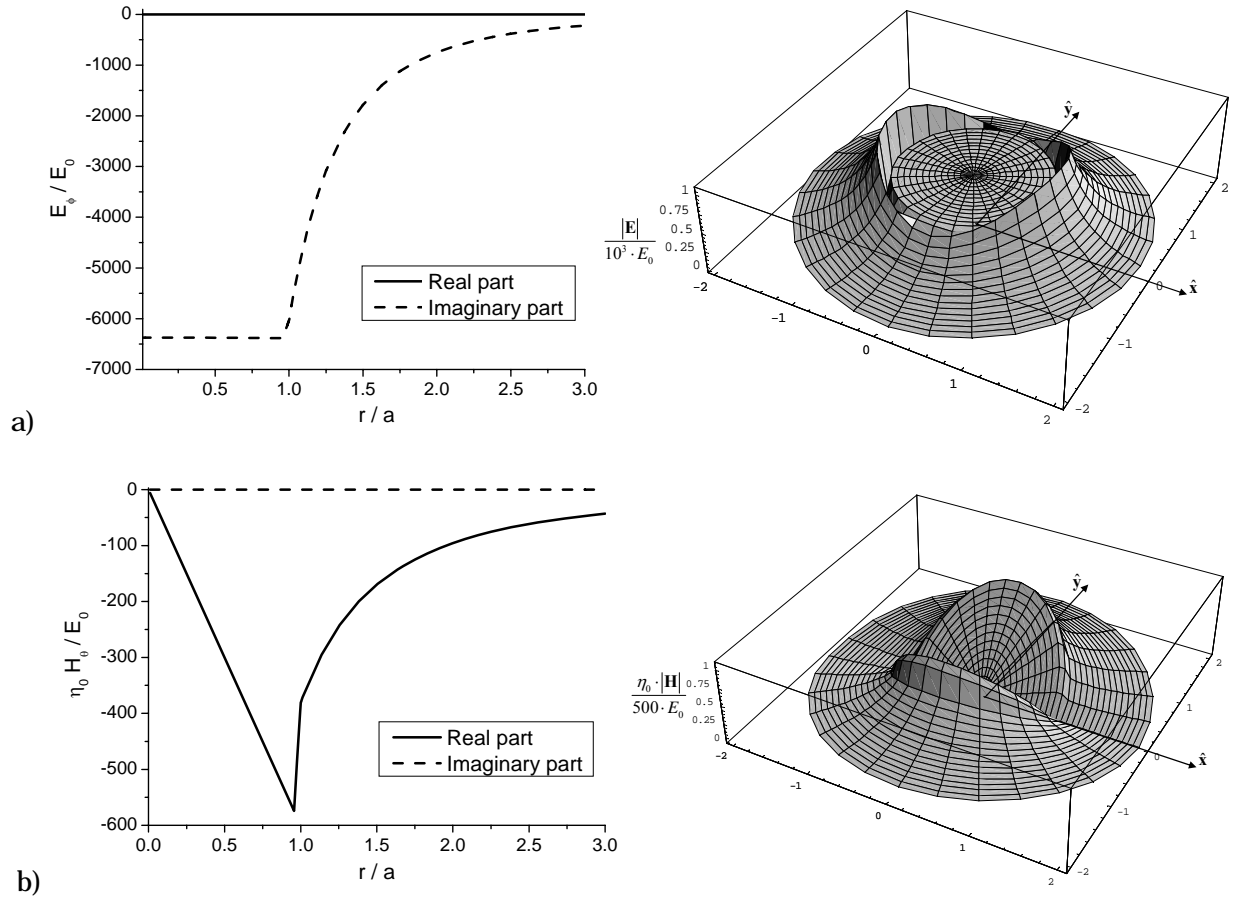 0
-1000
-2000
-3000
-4000
-5000
-6000
-7000
E_ϕ / E_0
Real part
Imaginary part
0.5 1.0 1.5 2.0 2.5 3.0
r / a
a)
ŷ
x̂
1
0.75
0.5
0.25
0
|E|
10^3 · E_0
-2
-1
0
1
2
-2
-1
0
1
2
0
-100
-200
-300
-400
-500
-600
η_0 H_θ / E_0
Real part
Imaginary part
0.0 0.5 1.0 1.5 2.0 2.5 3.0
r / a
b)
ŷ
x̂
1
0.75
0.5
0.25
0
η_0 · |H|
500 · E_0
-2
-1
0
1
2
-2
-1
0
1
2